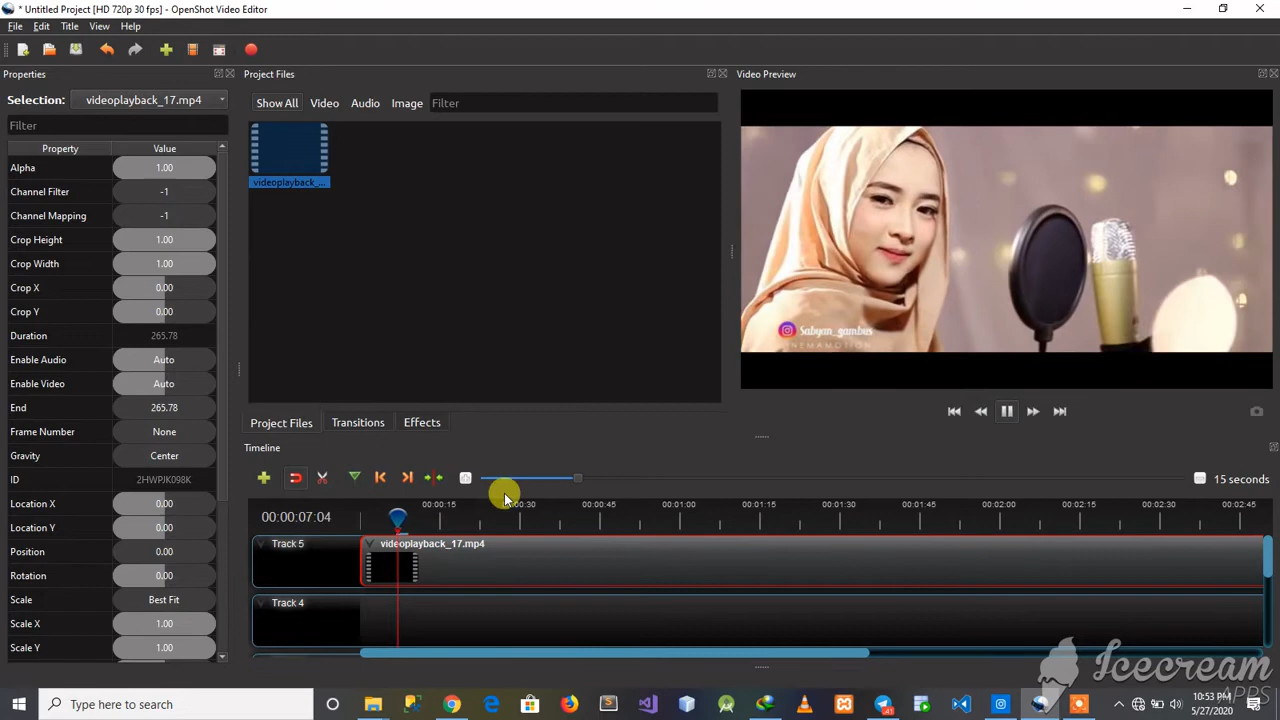 * Untitled Project [HD 720p 30 fps] - OpenShot Video Editor
File Edit Title View Help
Properties
Project Files
Video Preview
Selection: videoplayback_17.mp4
Show All Video Audio Image Filter
Filter
Property Value
Alpha 1.00
Channel Filter -1
Channel Mapping -1
Crop Height 1.00
Crop Width 1.00
Crop X 0.00
Crop Y 0.00
Duration 265.78
Enable Audio Auto
Enable Video Auto
End 265.78
Frame Number None
Gravity Center
ID 2HWPJK098K
Location X 0.00
Location Y 0.00
Position 0.00
Rotation 0.00
Scale Best Fit
Scale X 1.00
Scale Y 1.00
videoplayback_...
Sabyan_gambus
Project Files Transitions Effects
Timeline
15 seconds
00:00:07:04
00:00:15 00:00:30 00:00:45 00:01:00 00:01:15 00:01:30 00:01:45 00:02:00 00:02:15 00:02:30 00:02:45
Track 5 videoplayback_17.mp4
Track 4
Icecream
APPS
Type here to search
41
10:53 PM
5/27/2020